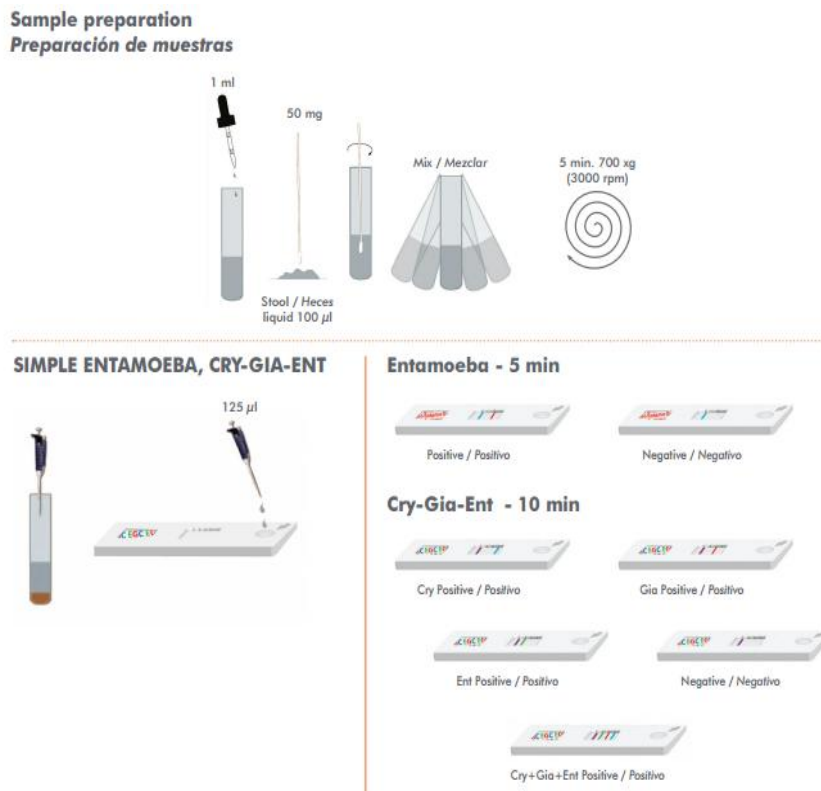 Sample preparation
Preparación de muestras
1 ml
50 mg
Mix / Mezclar
5 min. 700 xg
(3000 rpm)
Stool / Heces
liquid 100 µl
SIMPLE ENTAMOEBA, CRY-GIA-ENT
125 µl
Entamoeba - 5 min
Positive / Positivo
Negative / Negativo
Cry-Gia-Ent - 10 min
Cry Positive / Positivo
Gia Positive / Positivo
Ent Positive / Positivo
Negative / Negativo
Cry+Gia+Ent Positive / Positivo